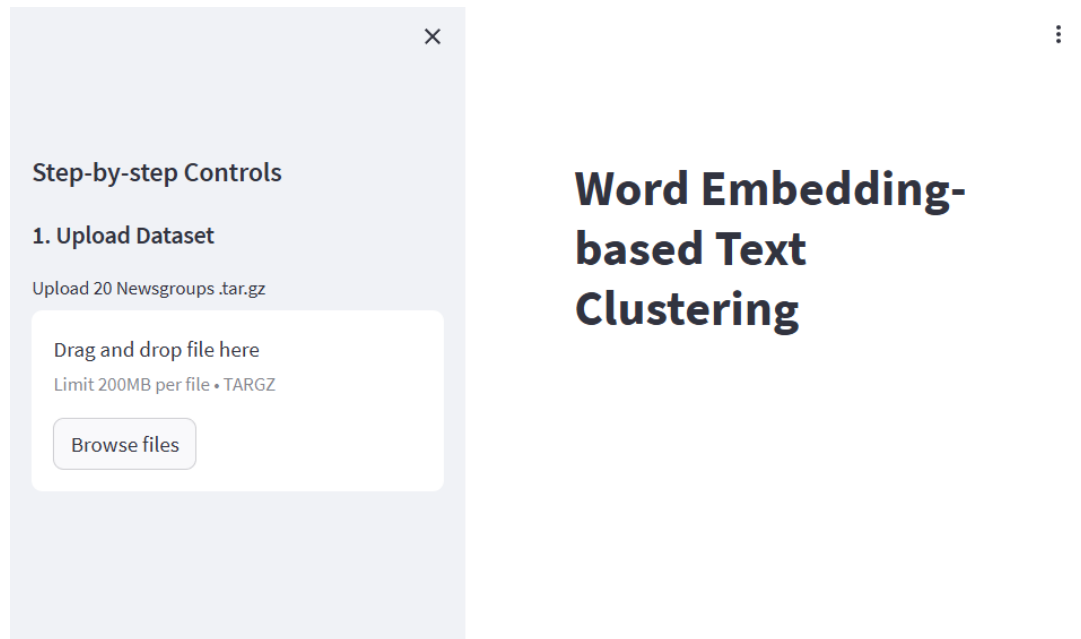 Step-by-step Controls
1. Upload Dataset
Upload 20 Newsgroups .tar.gz
Drag and drop file here
Limit 200MB per file • TARGZ
Browse files
Word Embedding-
based Text
Clustering